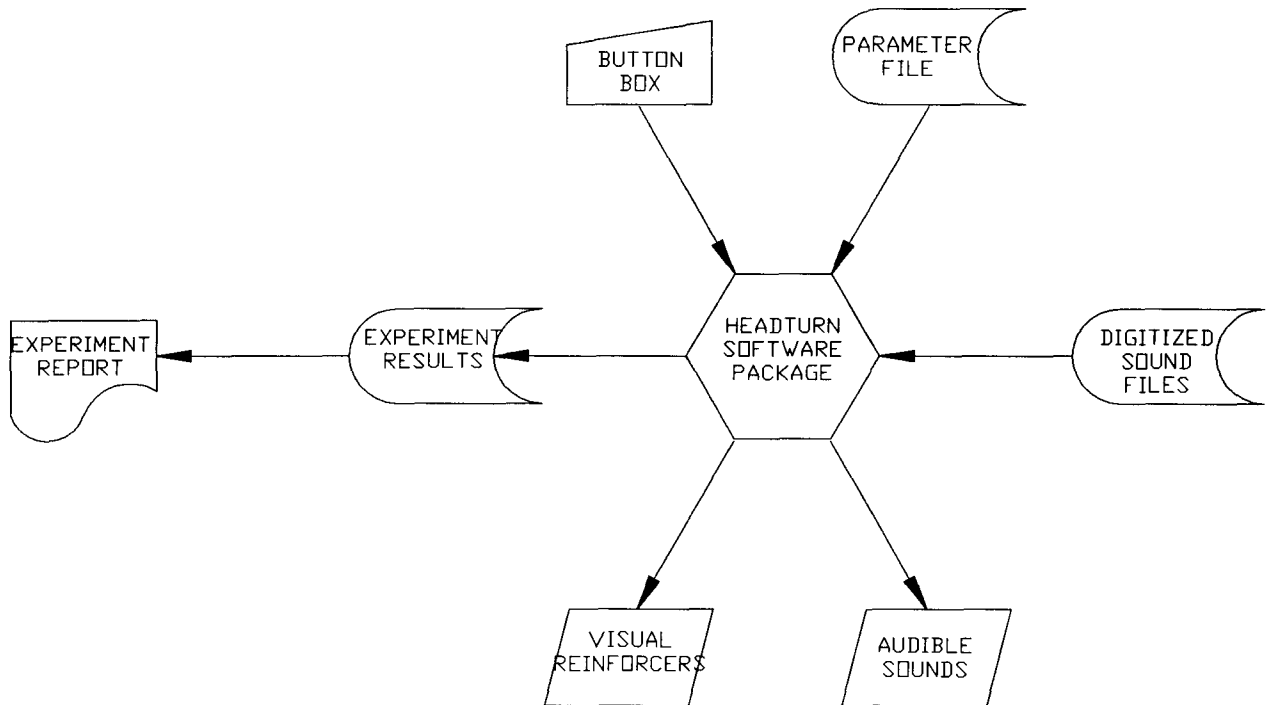 BUTTON
BOX
PARAMETER
FILE
HEADTURN
SOFTWARE
PACKAGE
EXPERIMENT
REPORT
EXPERIMENT
RESULTS
DIGITIZED
SOUND
FILES
VISUAL
REINFORCERS
AUDIBLE
SOUNDS